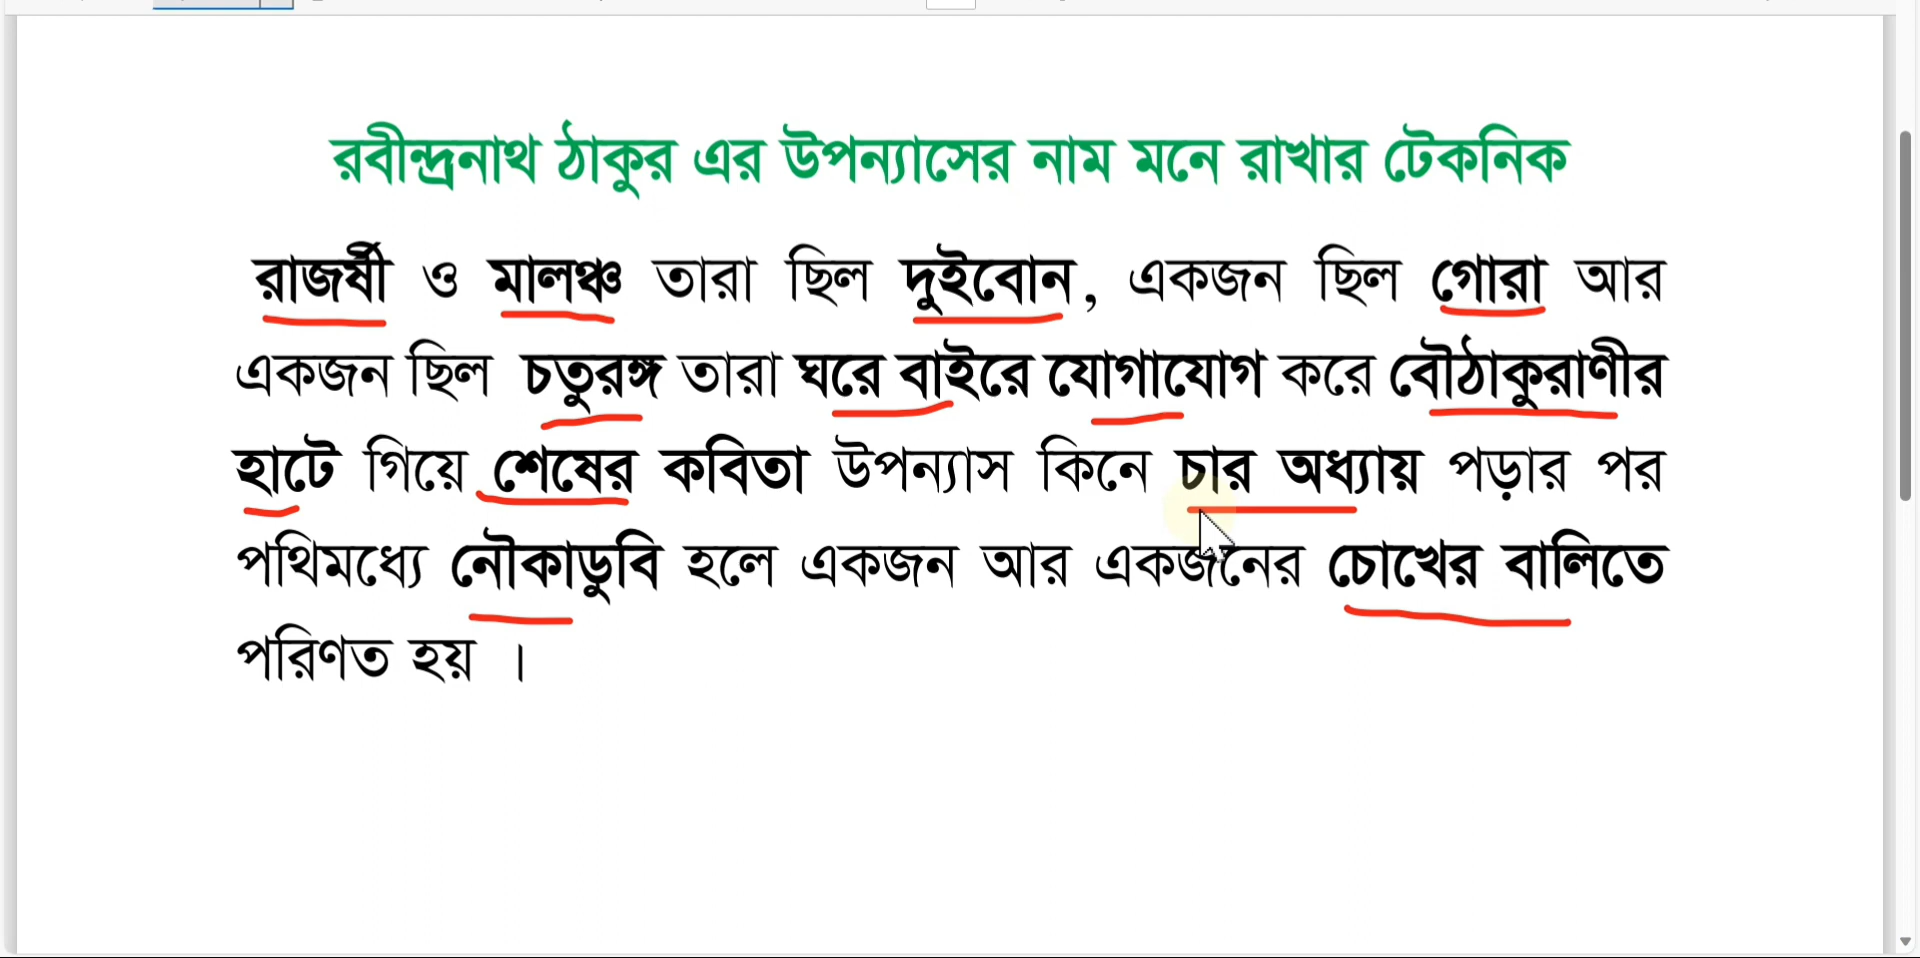 রবীন্দ্রনাথ ঠাকুর এর উপন্যাসের নাম মনে রাখার টেকনিক
রাজর্ষী ও মালঞ্চ তারা ছিল দুইবোন, একজন ছিল গোরা আর
একজন ছিল চতুরঙ্গ তারা ঘরে বাইরে যোগাযোগ করে বৌঠাকুরাণীর
হাটে গিয়ে শেষের কবিতা উপন্যাস কিনে চার অধ্যায় পড়ার পর
পথিমধ্যে নৌকাডুবি হলে একজন আর একজনের চোখের বালিতে
পরিণত হয় ।